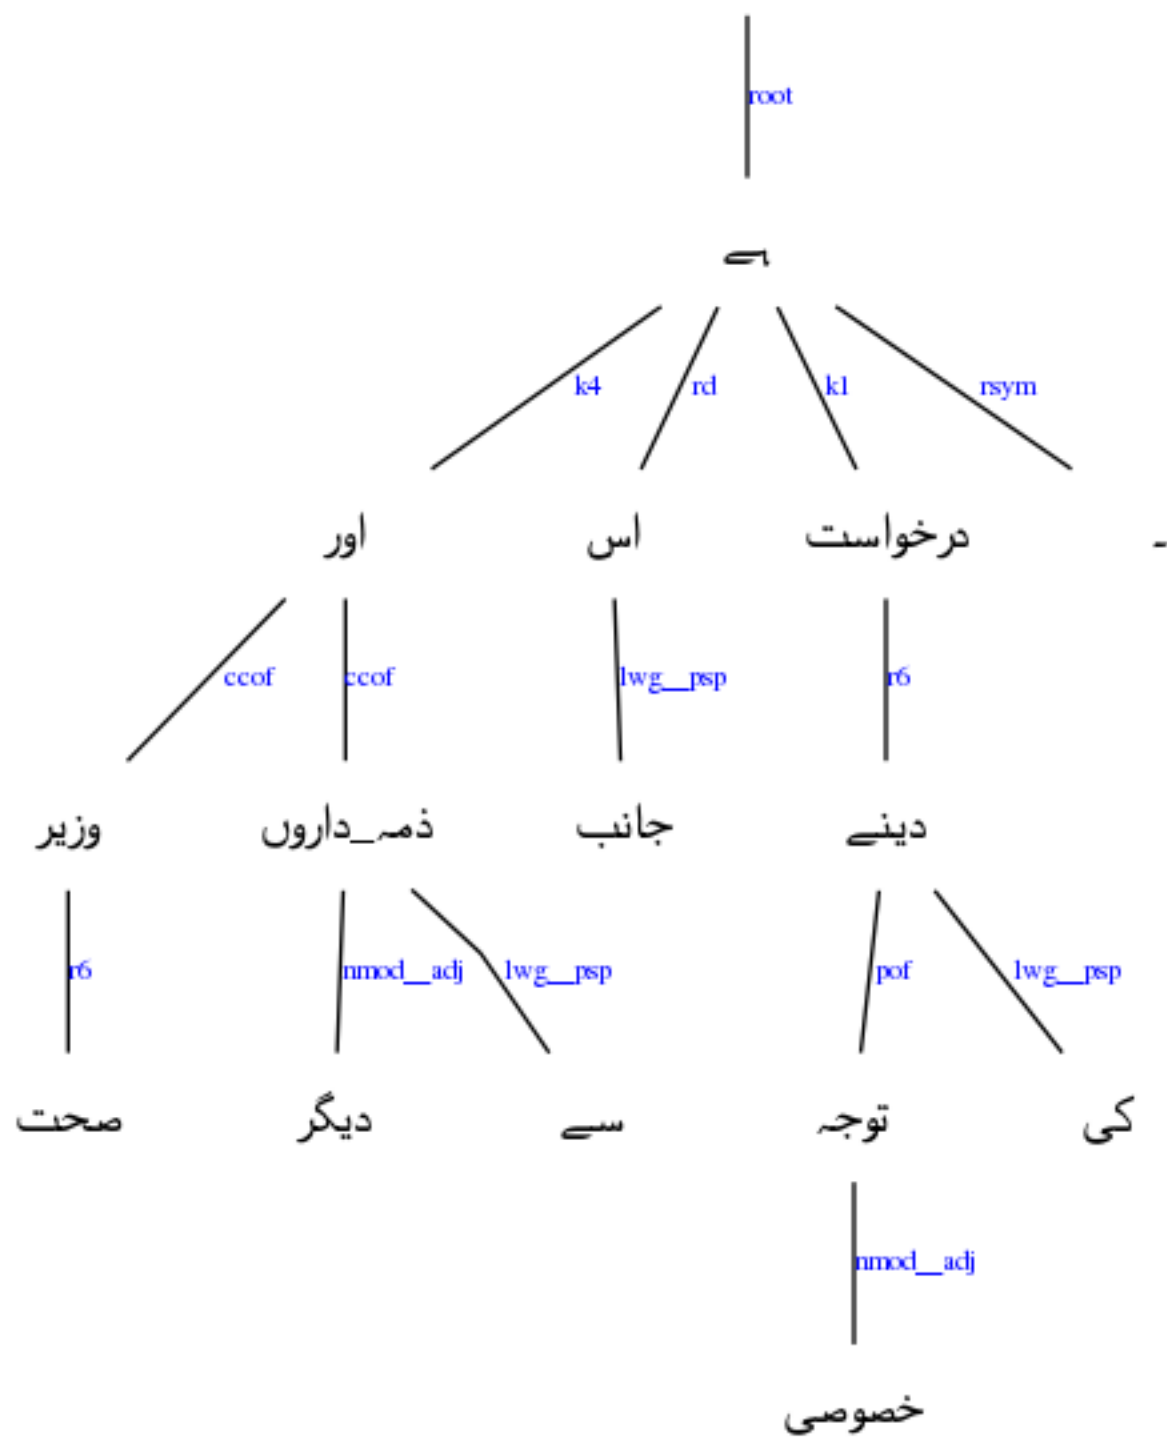 root
ہے
k4 rd k1 rsym
اور اس درخواست ۔
ccof ccof lwg__psp r6
وزیر ذمہ_داروں جانب دینے
r6 nmod__adj lwg__psp pof lwg__psp
صحت دیگر سے توجہ کی
nmod__adj
خصوصی